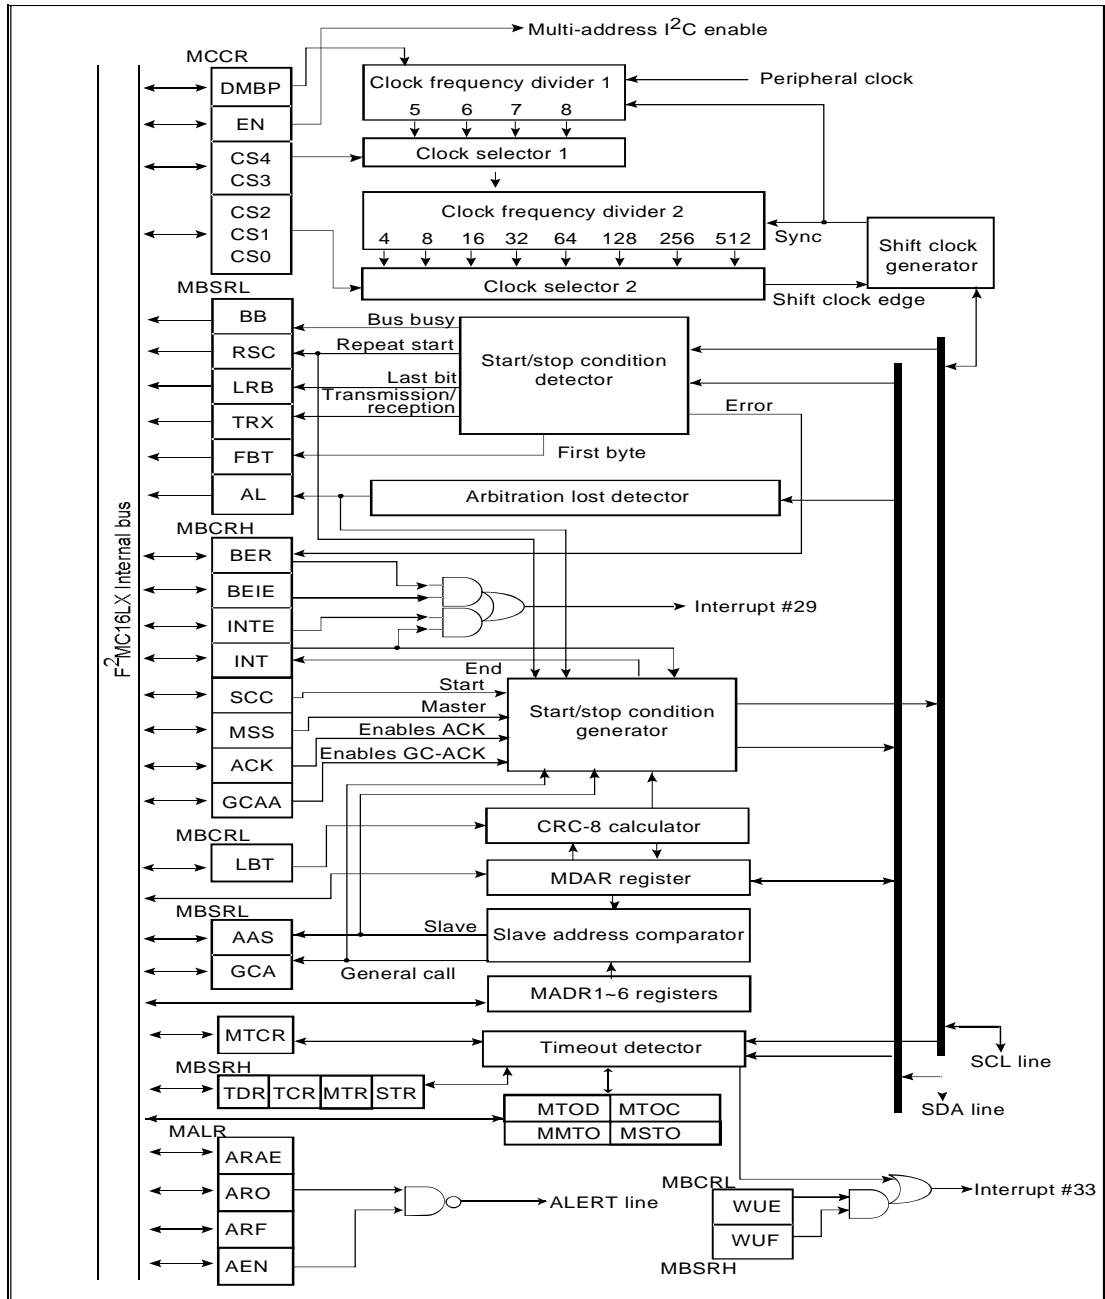 Multi-address I2C enable
MCCR
DMBP
Clock frequency divider 1
Peripheral clock
5 6 7 8
EN
CS4
CS3
Clock selector 1
CS2
CS1
CS0
Clock frequency divider 2
4 8 16 32 64 128 256 512
Sync
Shift clock
generator
Clock selector 2
Shift clock edge
MBSRL
BB
Bus busy
RSC
Repeat start
Start/stop condition
detector
LRB
Last bit
Transmission/
reception
TRX
Error
FBT
First byte
AL
Arbitration lost detector
F2MC16LX Internal bus
MBCRH
BER
BEIE
INTE
Interrupt #29
INT
End
SCC
Start
MSS
Master
Start/stop condition
generator
ACK
Enables ACK
Enables GC-ACK
GCAA
MBCRL
CRC-8 calculator
LBT
MDAR register
MBSRL
AAS
Slave
Slave address comparator
GCA
General call
MADR1~6 registers
MTCR
Timeout detector
SCL line
MBSRH
TDR TCR MTR STR
SDA line
MTOD MTOC
MMTO MSTO
MALR
ARAE
ARO
ALERT line
ARF
AEN
MBCRL
WUE
WUF
MBSRH
Interrupt #33